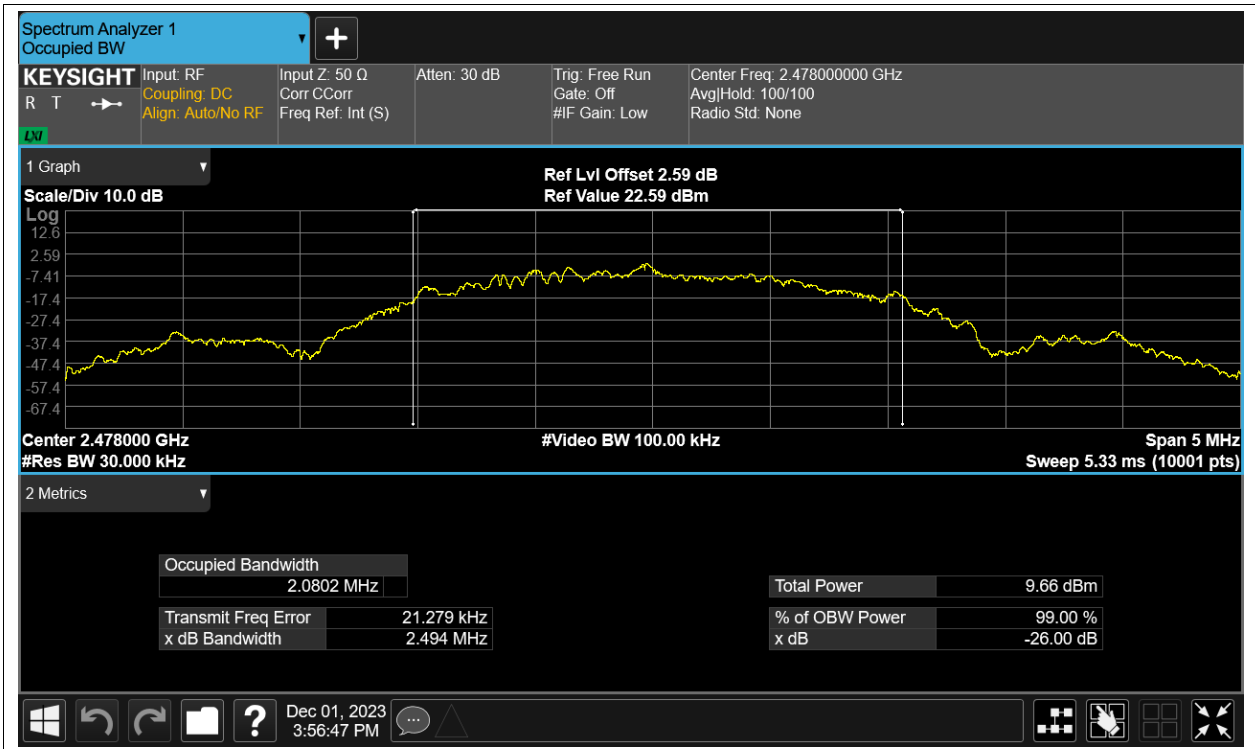 Spectrum Analyzer 1
Occupied BW
KEYSIGHT
R T
LXI
Input: RF
Coupling: DC
Align: Auto/No RF
Input Z: 50 Ω
Corr CCorr
Freq Ref: Int (S)
Atten: 30 dB
Trig: Free Run
Gate: Off
#IF Gain: Low
Center Freq: 2.478000000 GHz
Avg|Hold: 100/100
Radio Std: None
1 Graph
Scale/Div 10.0 dB
Ref Lvl Offset 2.59 dB
Ref Value 22.59 dBm
Log
12.6
2.59
-7.41
-17.4
-27.4
-37.4
-47.4
-57.4
-67.4
Center 2.478000 GHz
#Res BW 30.000 kHz
#Video BW 100.00 kHz
Span 5 MHz
Sweep 5.33 ms (10001 pts)
2 Metrics
Occupied Bandwidth
2.0802 MHz
Transmit Freq Error 21.279 kHz
x dB Bandwidth 2.494 MHz
Total Power 9.66 dBm
% of OBW Power 99.00 %
x dB -26.00 dB
Dec 01, 2023
3:56:47 PM